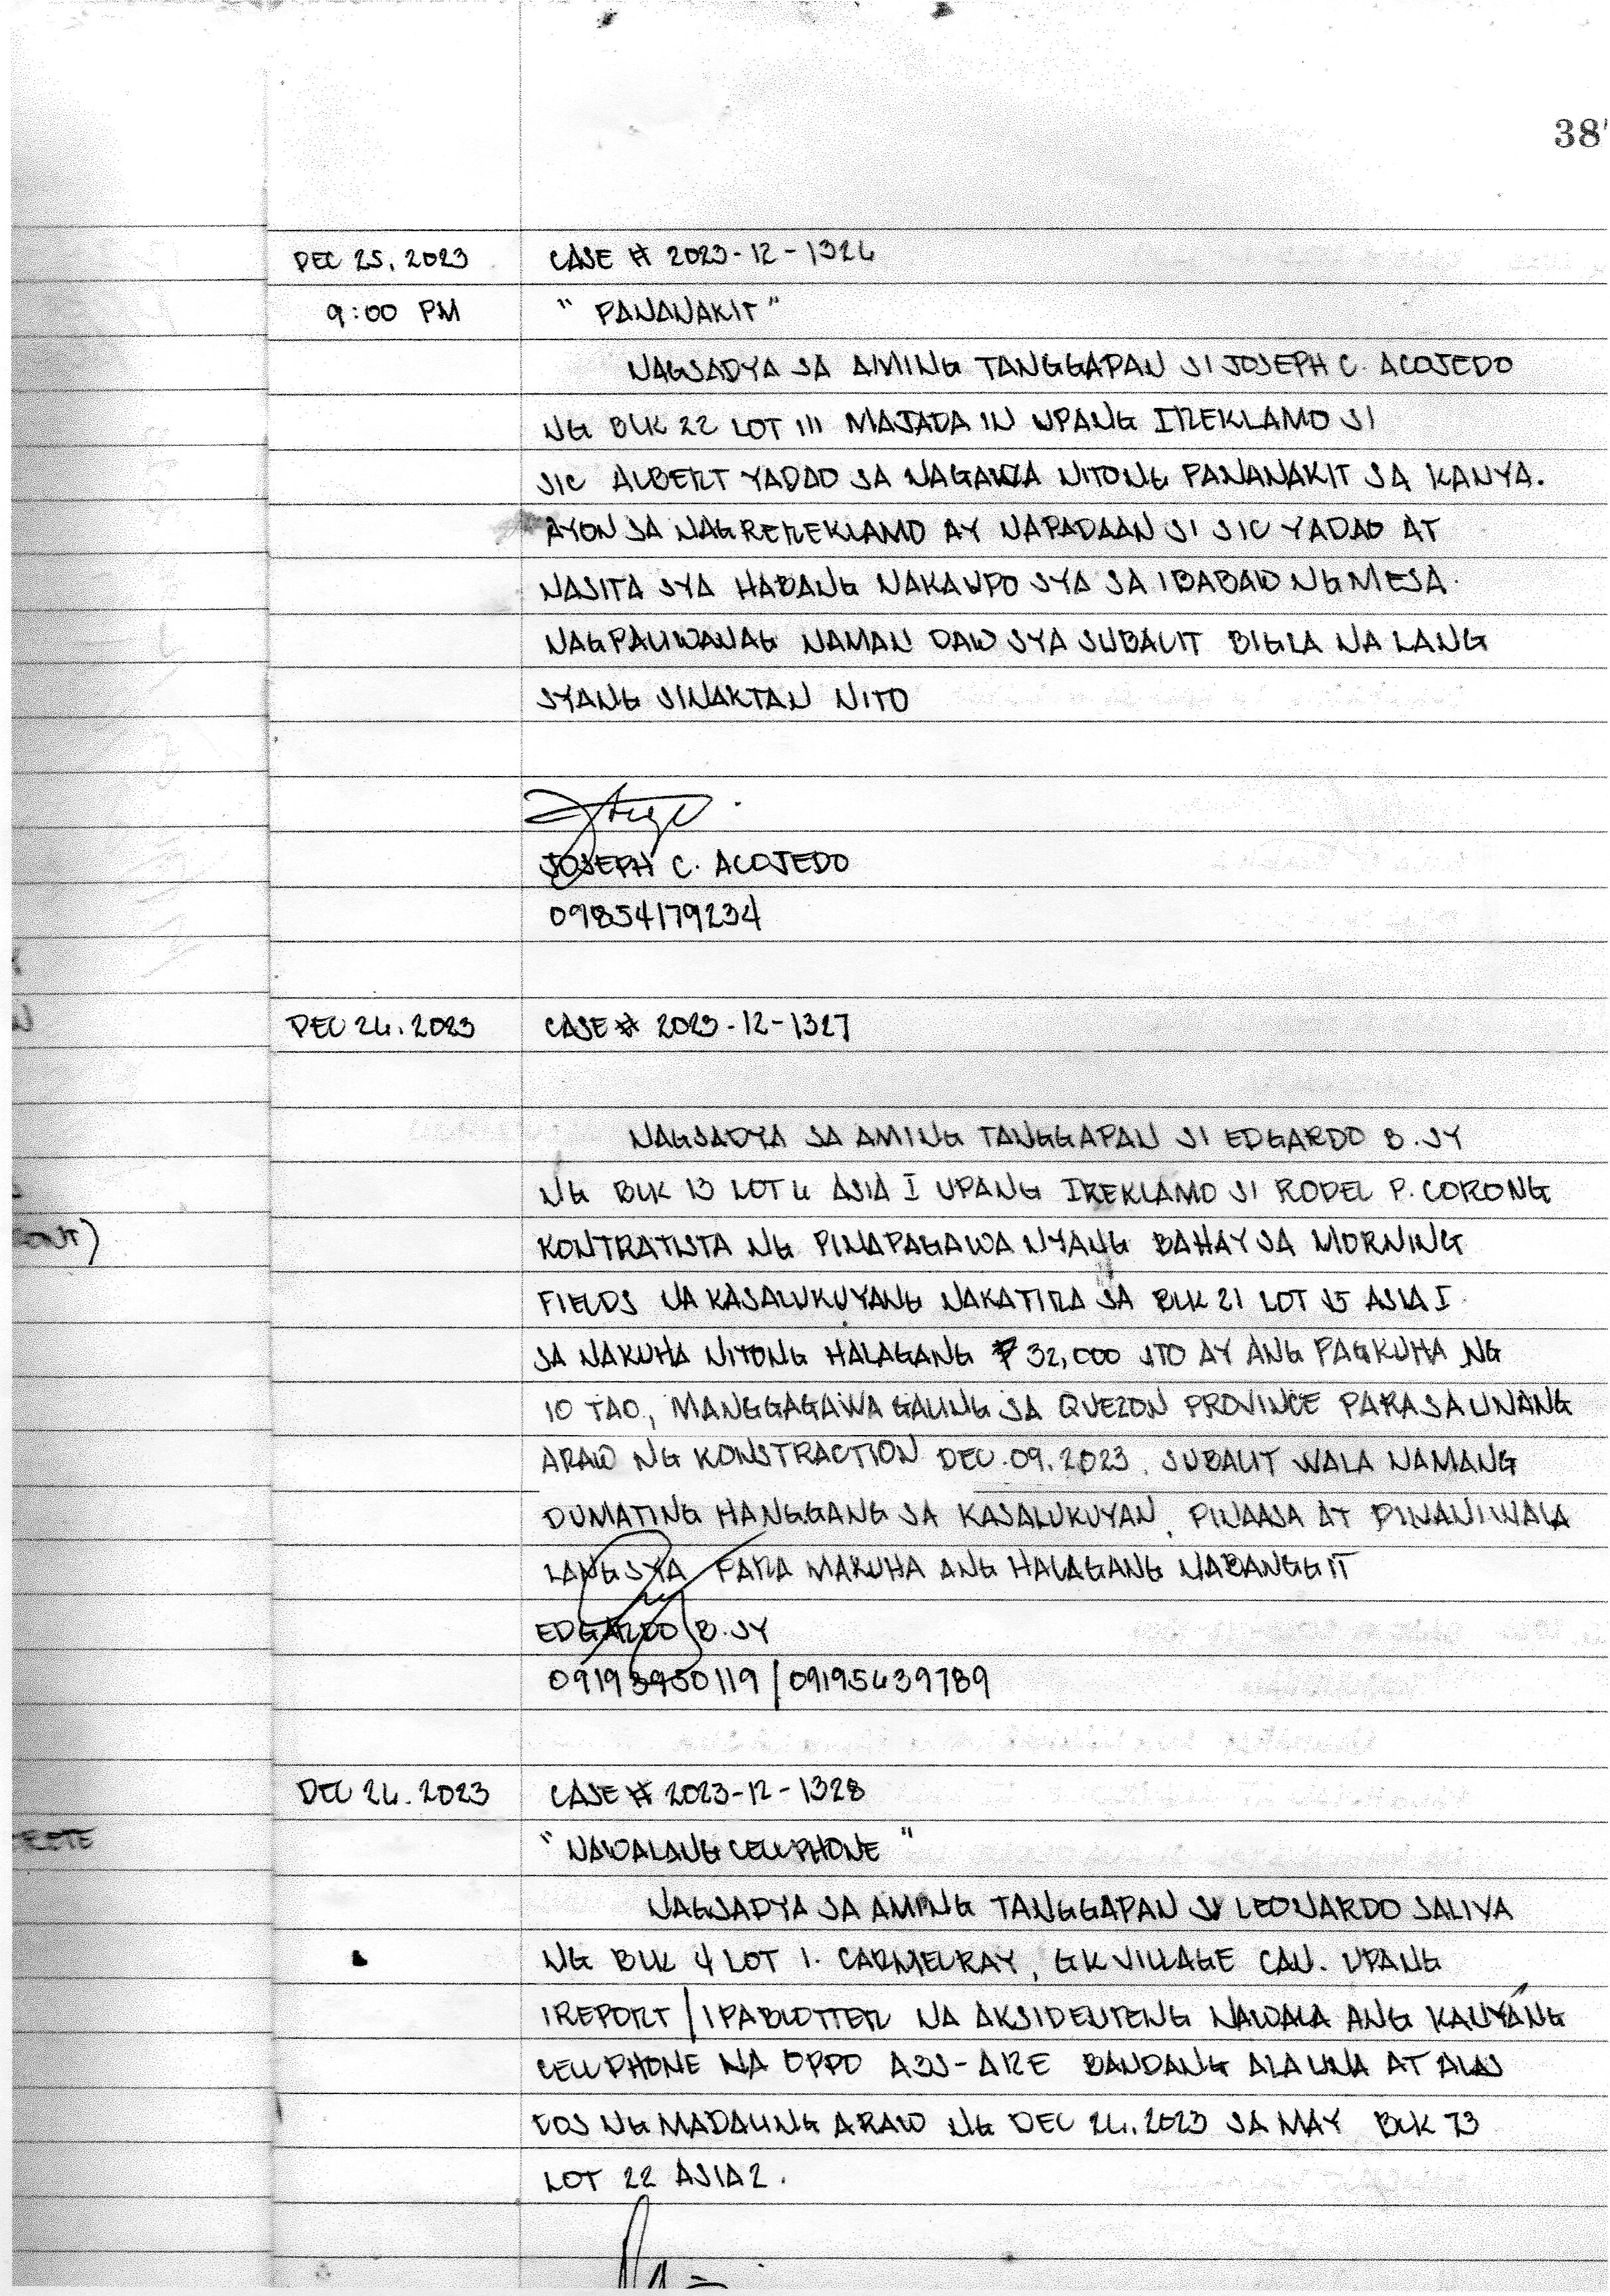 38
DEC 25, 2023 CASE # 2023-12-1326
9:00 PM " PANANAKIT "
NAGSADYA SA AMING TANGGAPAN SI JOSEPH C. ACOJEDO
NG BLK 22 LOT 111 MAJADA IN UPANG IREKLAMO SI
SIC ALBERT YADAO SA NAGAWA NITONG PANANAKIT SA KANYA.
AYON SA NAGREREKLAMO AY NAPADAAN SI SIC YADAO AT
NASITA SYA HABANG NAKAUPO SYA SA IBABAW NG MESA.
NAGPALIWANAG NAMAN DAW SYA SUBALIT BIGLA NA LANG
SYANG SINAKTAN NITO
JOSEPH C. ACOJEDO
09854179234
DEC 26. 2023 CASE # 2023-12-1327
NAGSADYA SA AMING TANGGAPAN SI EDGARDO B. SY
NG BLK 13 LOT 6 ASIA I UPANG IREKLAMO SI RODEL P. CORONG
KONTRATISTA NG PINAPAGAWA NYANG BAHAY SA MORNING
FIELDS NA KASALUKUYANG NAKATIRA SA BLK 21 LOT 15 ASIA I
SA NAKUHA NITONG HALAGANG ₱ 32,000 ITO AY ANG PAGKUHA NG
10 TAO, MANGGAGAWA GALING SA QUEZON PROVINCE PARA SA UNANG
ARAW NG KONSTRACTION DEC. 09. 2023. SUBALIT WALA NAMANG
DUMATING HANGGANG SA KASALUKUYAN, PINAASA AT PINANIWALA
LANG SYA PARA MAKUHA ANG HALAGANG NABANGGIT
EDGARDO B. SY
09193950119 / 09195639789
DEC 26. 2023 CASE # 2023-12-1328
" NAWALANG CELLPHONE "
NAGSADYA SA AMING TANGGAPAN SI LEONARDO SALIVA
NG BLK 4 LOT 1. CARMELRAY, GK VILLAGE CAN. UPANG
IREPORT / IPABLOTTER NA AKSIDENTENG NAWALA ANG KANYANG
CELLPHONE NA OPPO BANDANG ALA UNA AT ALAS
DOS NG MADALING ARAW NG DEC 26. 2023 SA MAY BLK 73
LOT 22 ASIA 2.